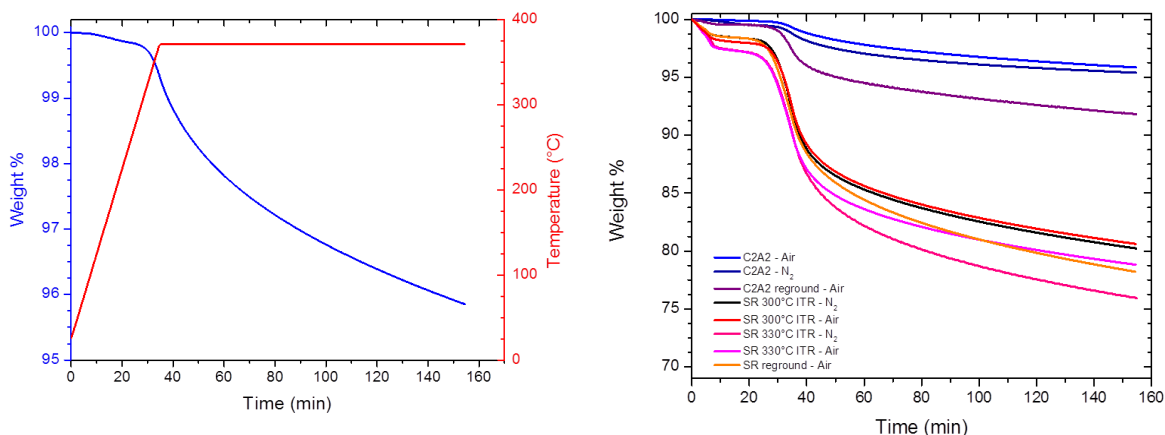 100
99
98
97
96
95
Weight %
0
20
40
60
80
100
120
140
160
Time (min)
400
300
200
100
0
Temperature (°C)
100
95
90
85
80
75
70
Weight %
C2A2 - Air
C2A2 - N2
C2A2 reground - Air
SR 300°C ITR - N2
SR 300°C ITR - Air
SR 330°C ITR - N2
SR 330°C ITR - Air
SR reground - Air
0
20
40
60
80
100
120
140
160
Time (min)